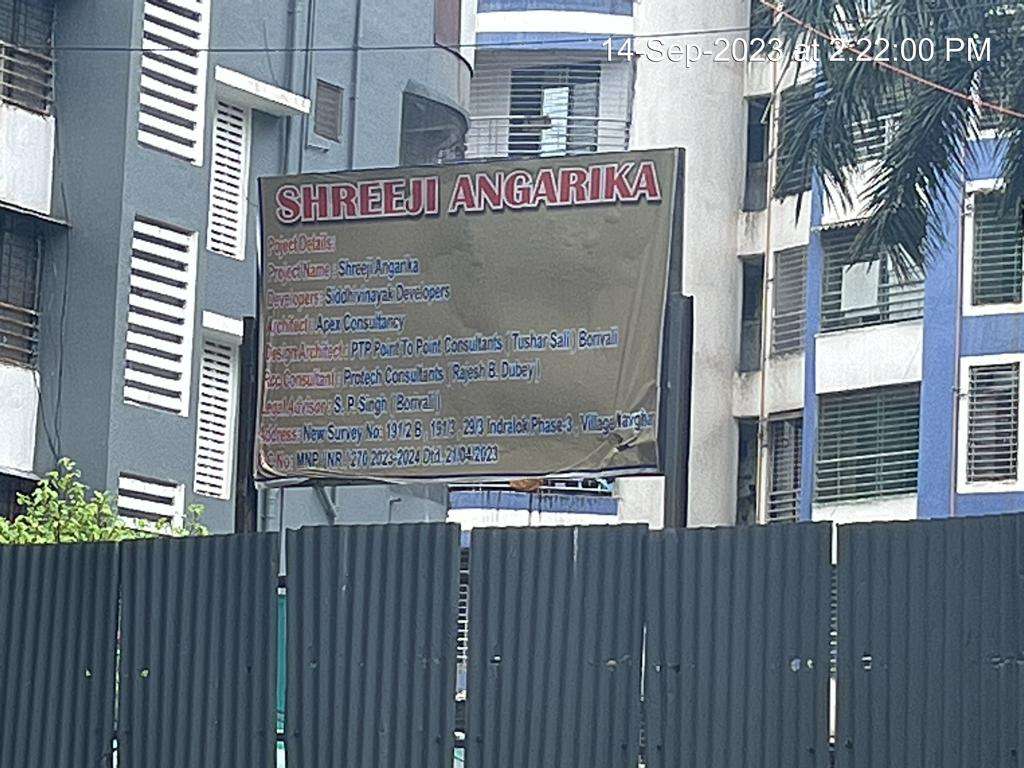 14-Sep-2023 at 2:22:00 PM
SHREEJI ANGARIKA
Poject Details:
Project Name : Shreeji Angarika
Developers : Siddhivinayak Developers
Architect : Apex Consultancy
Design Architect : PTP Point To Point Consultants ( Tushar Sali ) Borivali
Rcc Consultant : Protech Consultants ( Rajesh B. Dubey )
Legal Advisor : S. P. Singh ( Borivali )
Address: New Survey No: 191/2 B , 191/3 , 29/3 Indralok Phase-3 , Village Navghar
No : MNP / NR / 270 2023-2024 Dtd. 21/04/2023